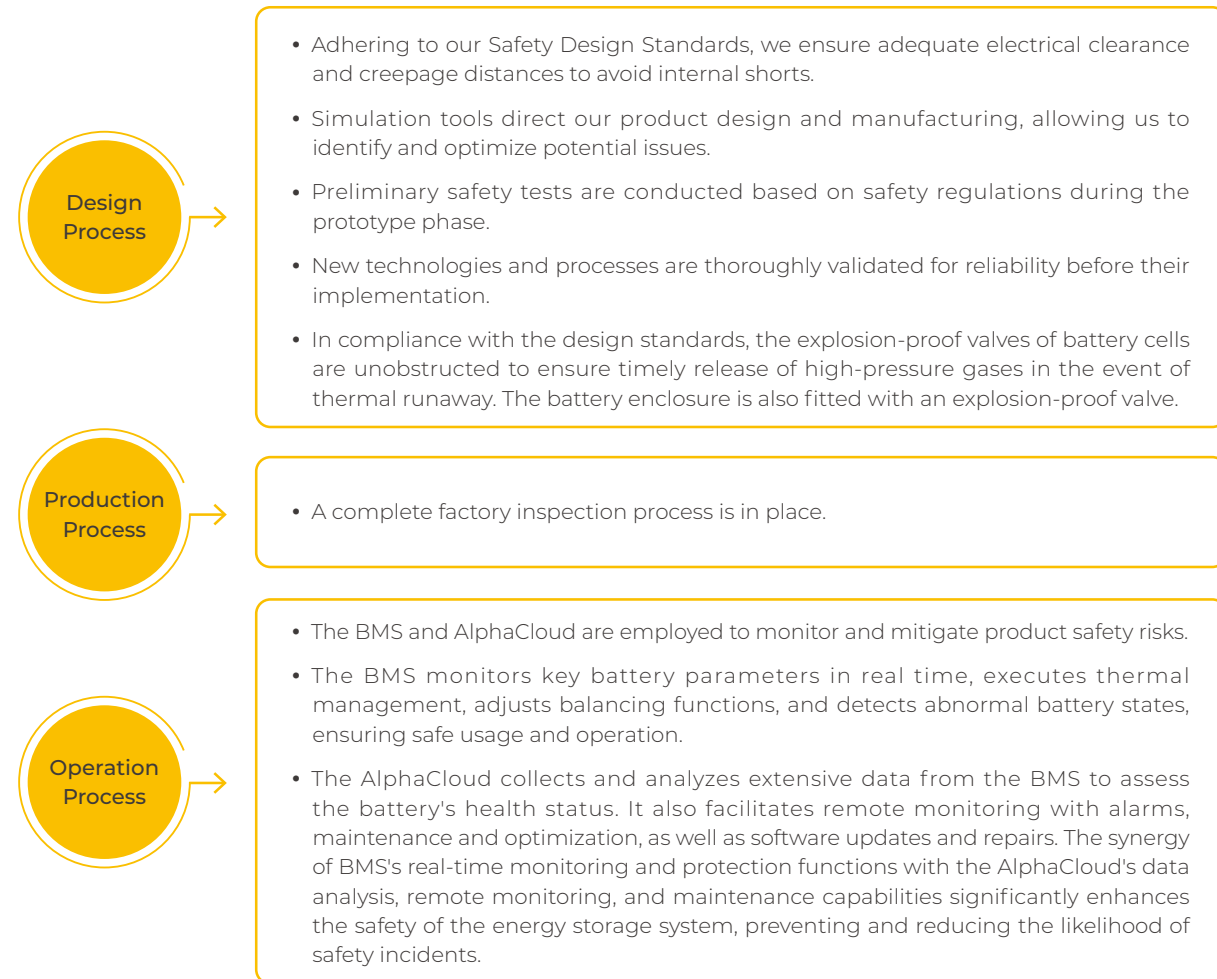 Design
Process
• Adhering to our Safety Design Standards, we ensure adequate electrical clearance
and creepage distances to avoid internal shorts.
• Simulation tools direct our product design and manufacturing, allowing us to
identify and optimize potential issues.
• Preliminary safety tests are conducted based on safety regulations during the
prototype phase.
• New technologies and processes are thoroughly validated for reliability before their
implementation.
• In compliance with the design standards, the explosion-proof valves of battery cells
are unobstructed to ensure timely release of high-pressure gases in the event of
thermal runaway. The battery enclosure is also fitted with an explosion-proof valve.
Production
Process
• A complete factory inspection process is in place.
Operation
Process
• The BMS and AlphaCloud are employed to monitor and mitigate product safety risks.
• The BMS monitors key battery parameters in real time, executes thermal
management, adjusts balancing functions, and detects abnormal battery states,
ensuring safe usage and operation.
• The AlphaCloud collects and analyzes extensive data from the BMS to assess
the battery's health status. It also facilitates remote monitoring with alarms,
maintenance and optimization, as well as software updates and repairs. The synergy
of BMS's real-time monitoring and protection functions with the AlphaCloud's data
analysis, remote monitoring, and maintenance capabilities significantly enhances
the safety of the energy storage system, preventing and reducing the likelihood of
safety incidents.